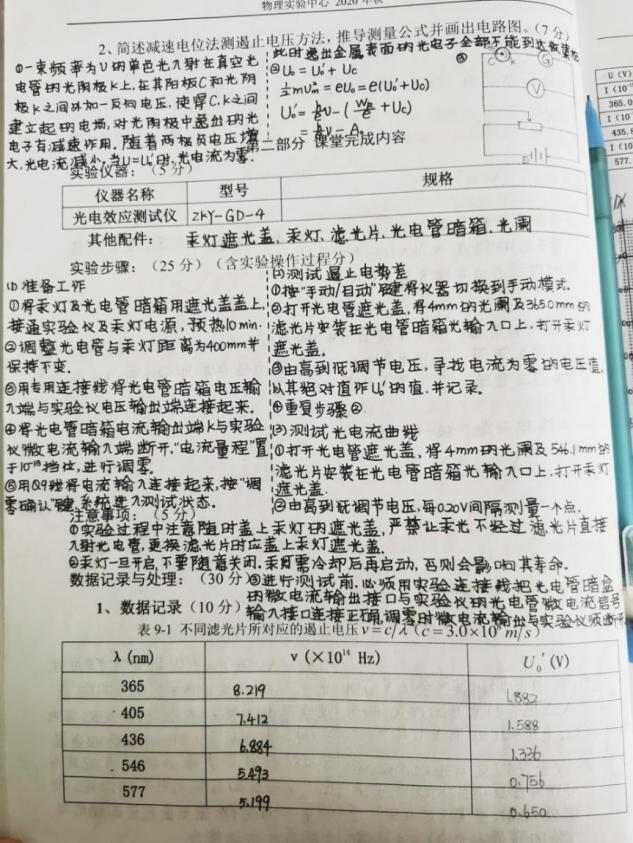 物理实验中心 2020年秋
2、简述减速电位法测遏止电压方法，推导测量公式并画出电路图。（7分）
①一束频率为υ的单色光入射在真空光
电管的光阴极K上，在其阳极C和光阴
极K之间外加一反向电压，使得C、K之间
建立起的电场，对光阴极中逸出的光
电子有减速作用。随着两极负电压增
大，光电流减小，当U=U₀'时，光电流为零.
此时逸出金属表面的光电子全部不能到达收集极
②U₀ = U₀' + Uc
½mυm² = eU₀ = e(U₀' + Uc)
第二部分 课堂完成内容
实验仪器：（5分）
仪器名称 型号 规格
光电效应测试仪 ZKY-GD-4
其他配件： 汞灯遮光盖、汞灯、滤光片、光电管暗箱、光阑
实验步骤：（25分）（含实验操作过程分）
(1) 准备工作
①将汞灯及光电管暗箱用遮光盖盖上，
接通实验仪及汞灯电源，预热10min.
②调整光电管与汞灯距离为400mm并
保持不变.
③用专用连接线将光电管暗箱电压输
入端与实验仪电压输出端连接起来.
④将光电管暗箱电流输出端K与实验
仪微电流输入端断开，"电流量程"置
于10⁻¹³挡位，进行调零。
⑤用Q9线将电流输入连接起来，按"调
零确认"键，系统进入测试状态.
(2) 测试遏止电势差
①按"手动/自动"键将仪器切换到手动模式.
②打开光电管遮光盖，将4mm的光阑及365.0mm的
滤光片安装在光电管暗箱光输入口上.打开汞灯
遮光盖.
③由高到低调节电压，寻找电流为零的电压值，
以其绝对值作U₀'的值.并记录。
④重复步骤②.
(3) 测试光电流曲线
①打开光电管遮光盖，将4mm的光阑及546.1mm的
滤光片安装在光电管暗箱光输入口上.打开汞灯
遮光盖.
②由高到低调节电压，每0.20V间隔测量一个点.
注意事项：（5分）
①实验过程中注意随时盖上汞灯的遮光盖，严禁让汞光不经过滤光片直接
入射光电管，更换滤光片时应盖上汞灯遮光盖.
②汞灯一旦开启，不要随意关闭.汞灯需冷却后再启动，否则会影响其寿命.
数据记录与处理：（30分）③进行测试前，必须用实验连接线把光电管暗盒
的微电流输出接口与实验仪的光电管微电流信号
1、数据记录（10分）输入接口连接正确，调零时微电流输出与实验仪须断开
表 9-1 不同滤光片所对应的遏止电压 ν=c/λ（c=3.0×10⁸m/s）
λ (nm) ν (×10¹⁴ Hz) U₀' (V)
365 8.219 1.882
405 7.412 1.588
436 6.884 1.336
546 5.493 0.756
577 5.199 0.650
U (V)
I (10
365.0
I (10
435.8
I (10
577.